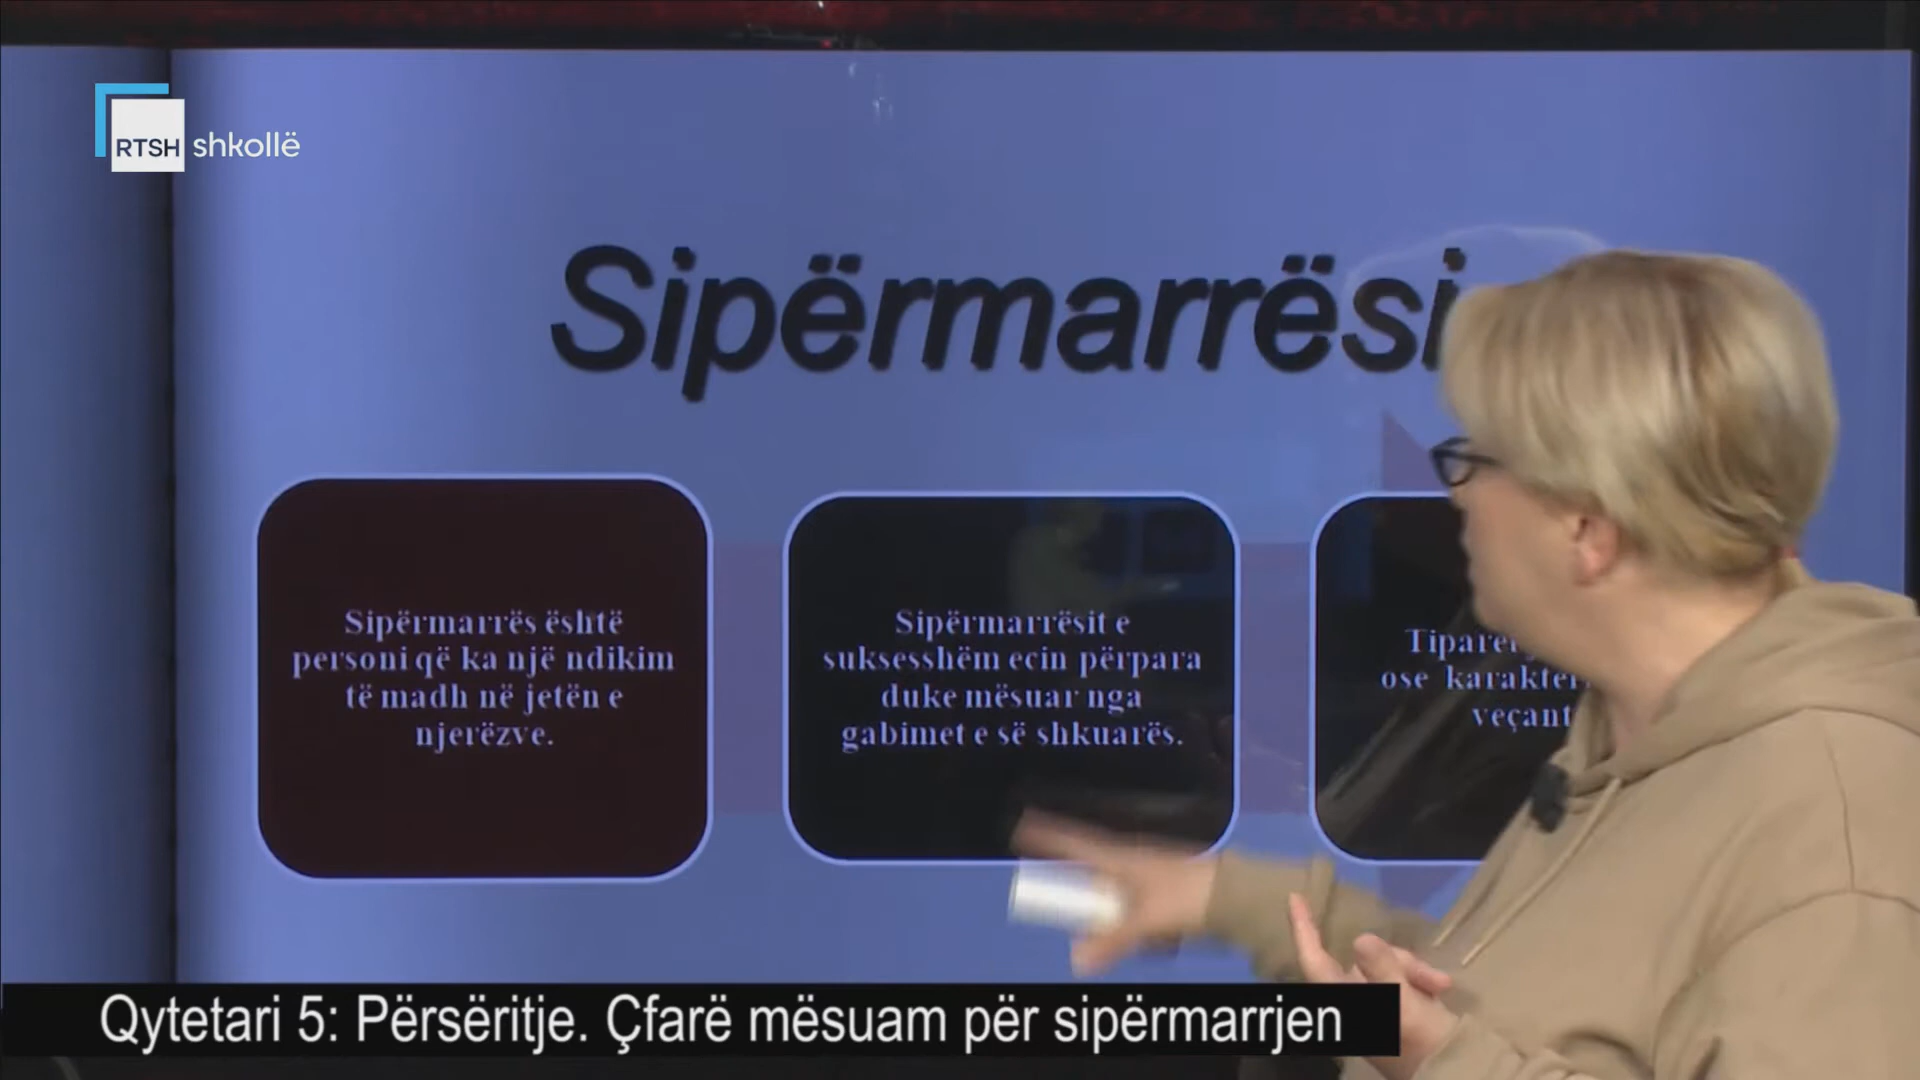 RTSH shkollë
Sipërmarrësi
Sipërmarrës është
personi që ka një ndikim
të madh në jetën e
njerëzve.
Sipërmarrësit e
suksesshëm ecin përpara
duke mësuar nga
gabimet e së shkuarës.
ose
Qytetari 5: Përsëritje. Çfarë mësuam për sipërmarrjen